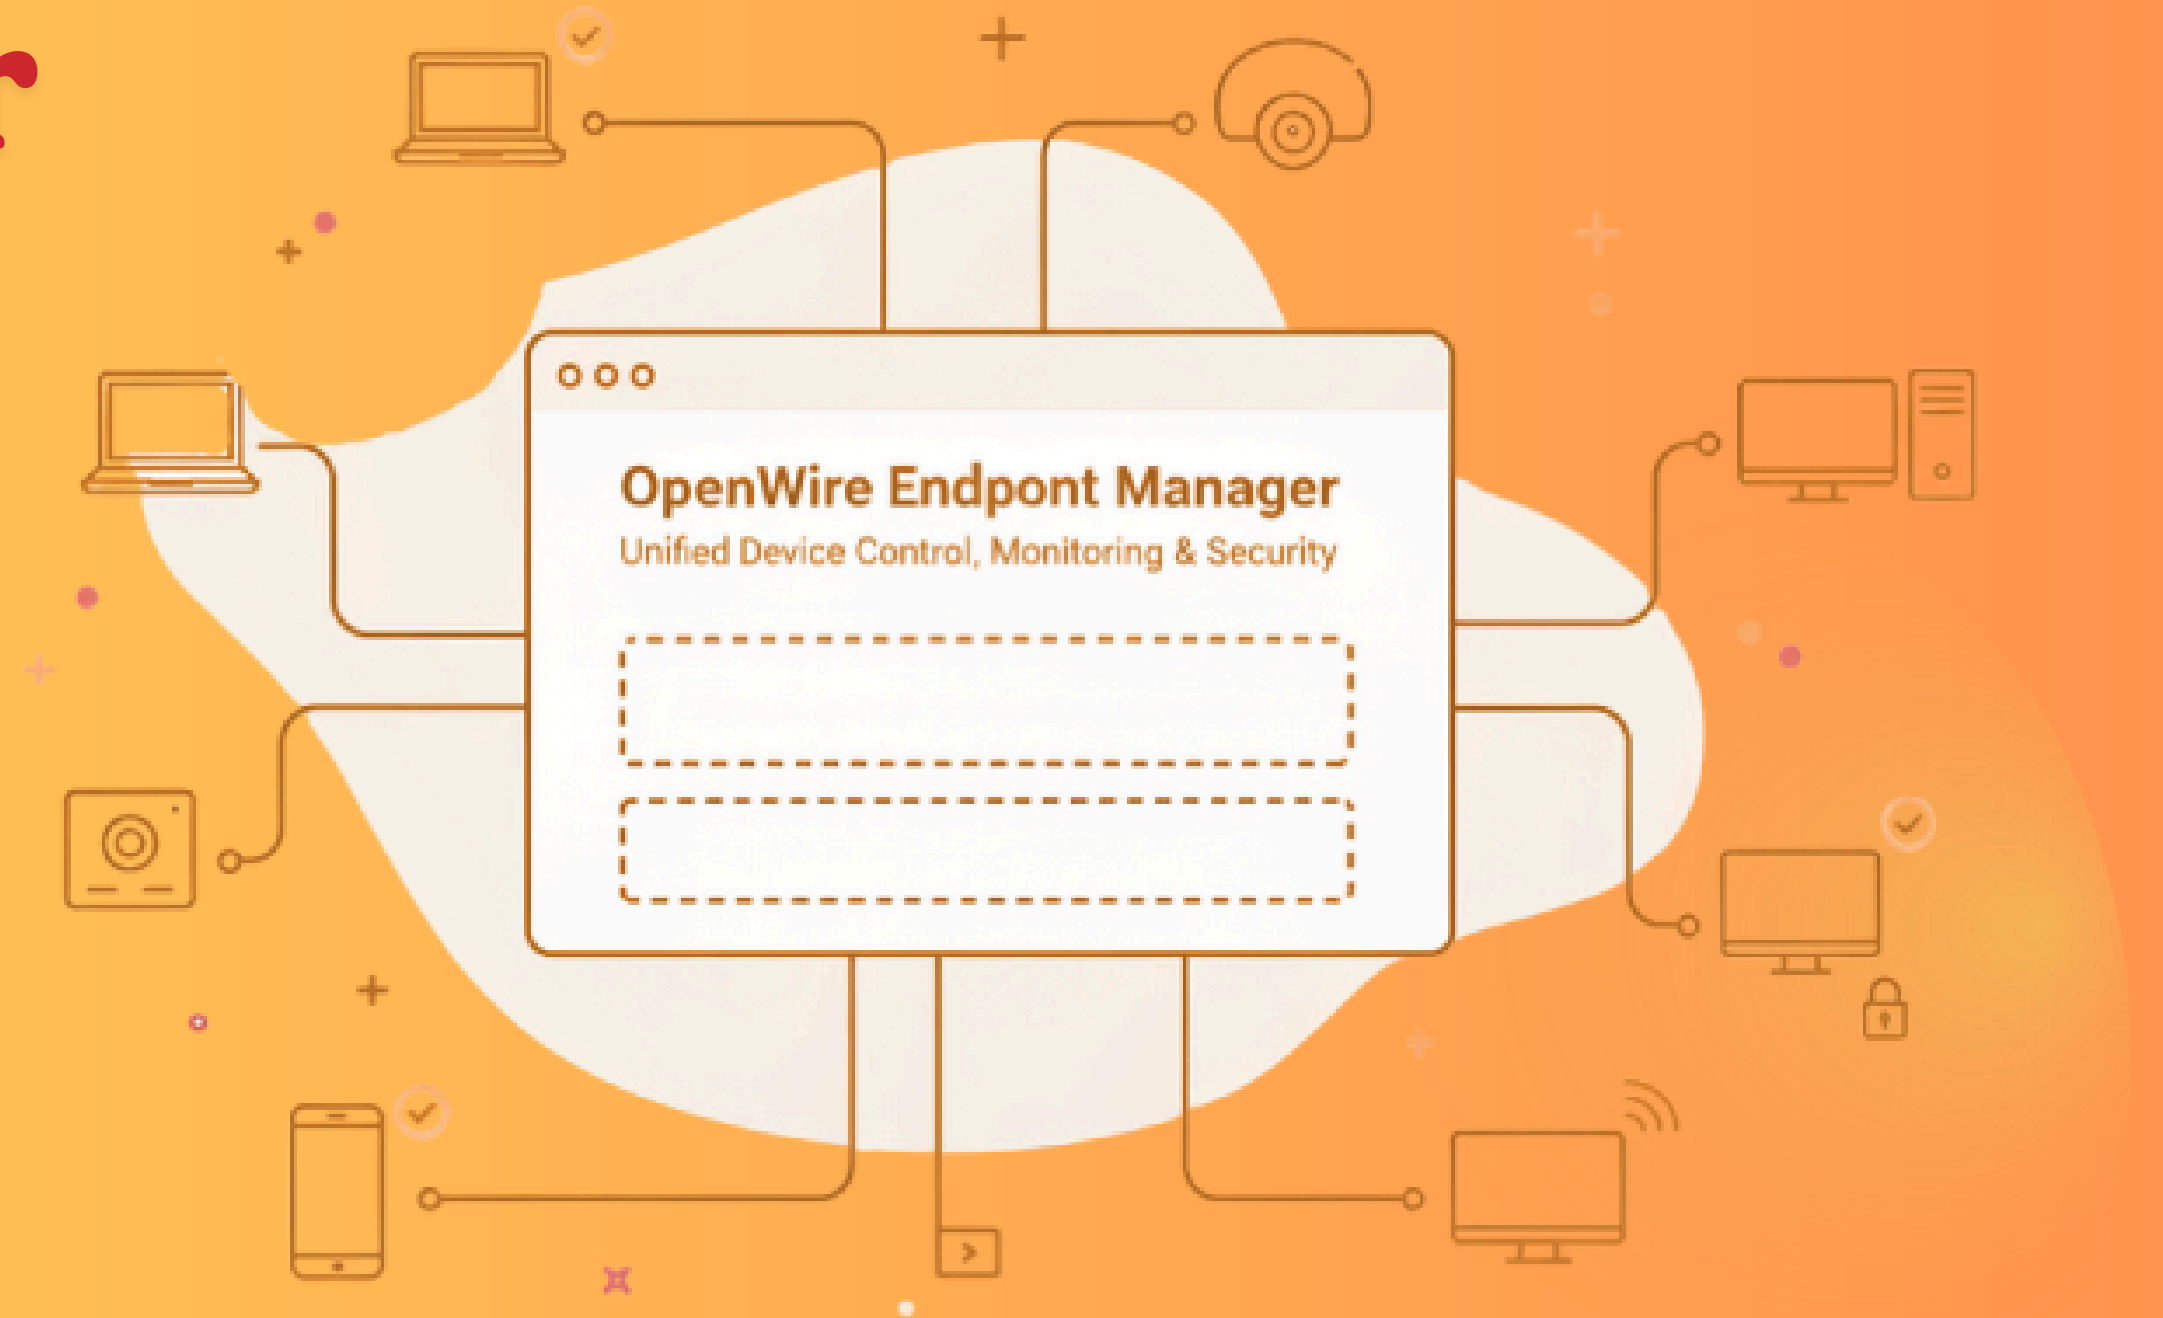 r
OpenWire Endpont Manager
Unified Device Control, Monitoring & Security